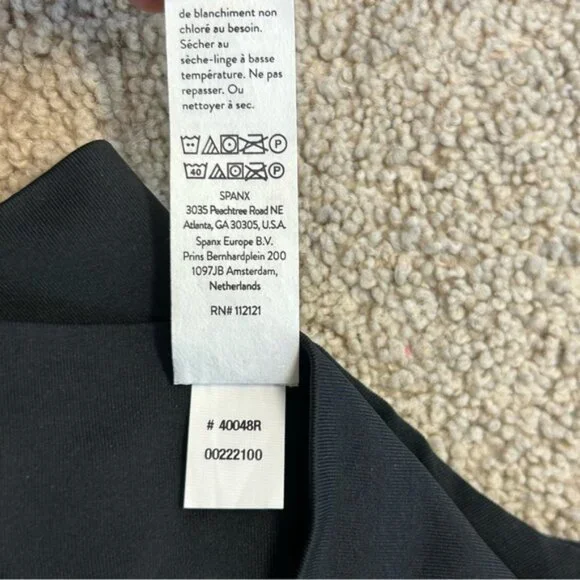 de blanchiment non
chloré au besoin.
Sécher au
sèche-linge à basse
température. Ne pas
repasser. Ou
nettoyer à sec.
P
40 P
SPANX
3035 Peachtree Road NE
Atlanta, GA 30305, U.S.A.
Spanx Europe B.V.
Prins Bernhardplein 200
1097JB Amsterdam,
Netherlands
RN# 112121
# 40048R
00222100